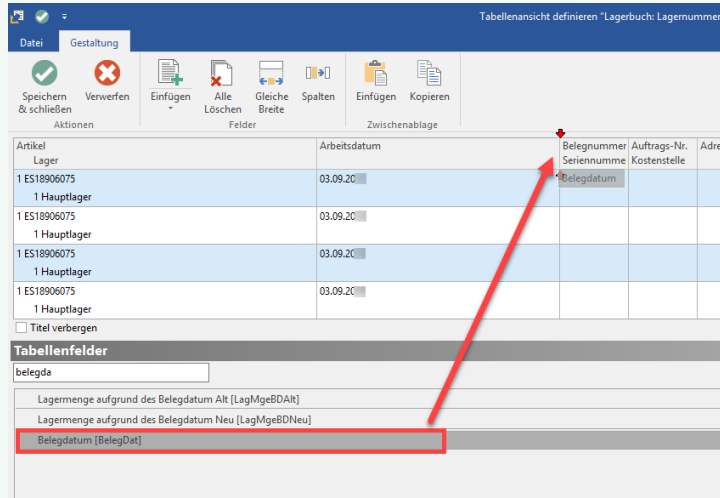 Tabellenansicht definieren "Lagerbuch: Lagernummer
Datei Gestaltung
Speichern & schließen
Verwerfen
Einfügen
Alle Löschen
Gleiche Breite
Spalten
Einfügen
Kopieren
Aktionen Felder Zwischenablage
Artikel Arbeitsdatum Belegnummer Auftrags-Nr. Adre
Lager Seriennumme Kostenstelle
1 ES18906075 03.09.20 Belegdatum
1 Hauptlager
1 ES18906075 03.09.20
1 Hauptlager
1 ES18906075 03.09.20
1 Hauptlager
1 ES18906075 03.09.20
1 Hauptlager
Titel verbergen
Tabellenfelder
belegda
Lagermenge aufgrund des Belegdatum Alt [LagMgeBDAlt]
Lagermenge aufgrund des Belegdatum Neu [LagMgeBDNeu]
Belegdatum [BelegDat]